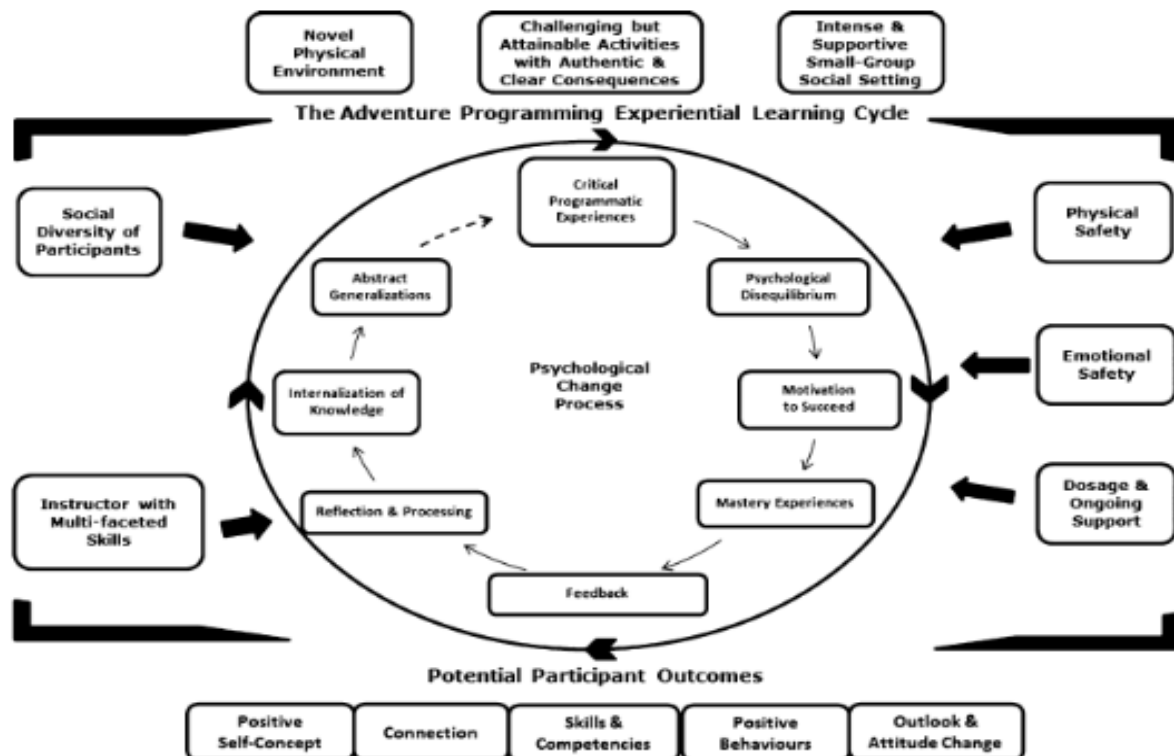 Novel
Physical
Environment
Challenging but
Attainable Activities
with Authentic &
Clear Consequences
Intense &
Supportive
Small-Group
Social Setting
The Adventure Programming Experiential Learning Cycle
Social
Diversity of
Participants
Instructor with
Multi-faceted
Skills
Critical
Programmatic
Experiences
Psychological
Disequilibrium
Motivation
to Succeed
Mastery Experiences
Feedback
Reflection & Processing
Internalization of
Knowledge
Abstract
Generalizations
Psychological
Change
Process
Physical
Safety
Emotional
Safety
Dosage &
Ongoing
Support
Potential Participant Outcomes
Positive
Self-Concept
Connection
Skills &
Competencies
Positive
Behaviours
Outlook &
Attitude Change